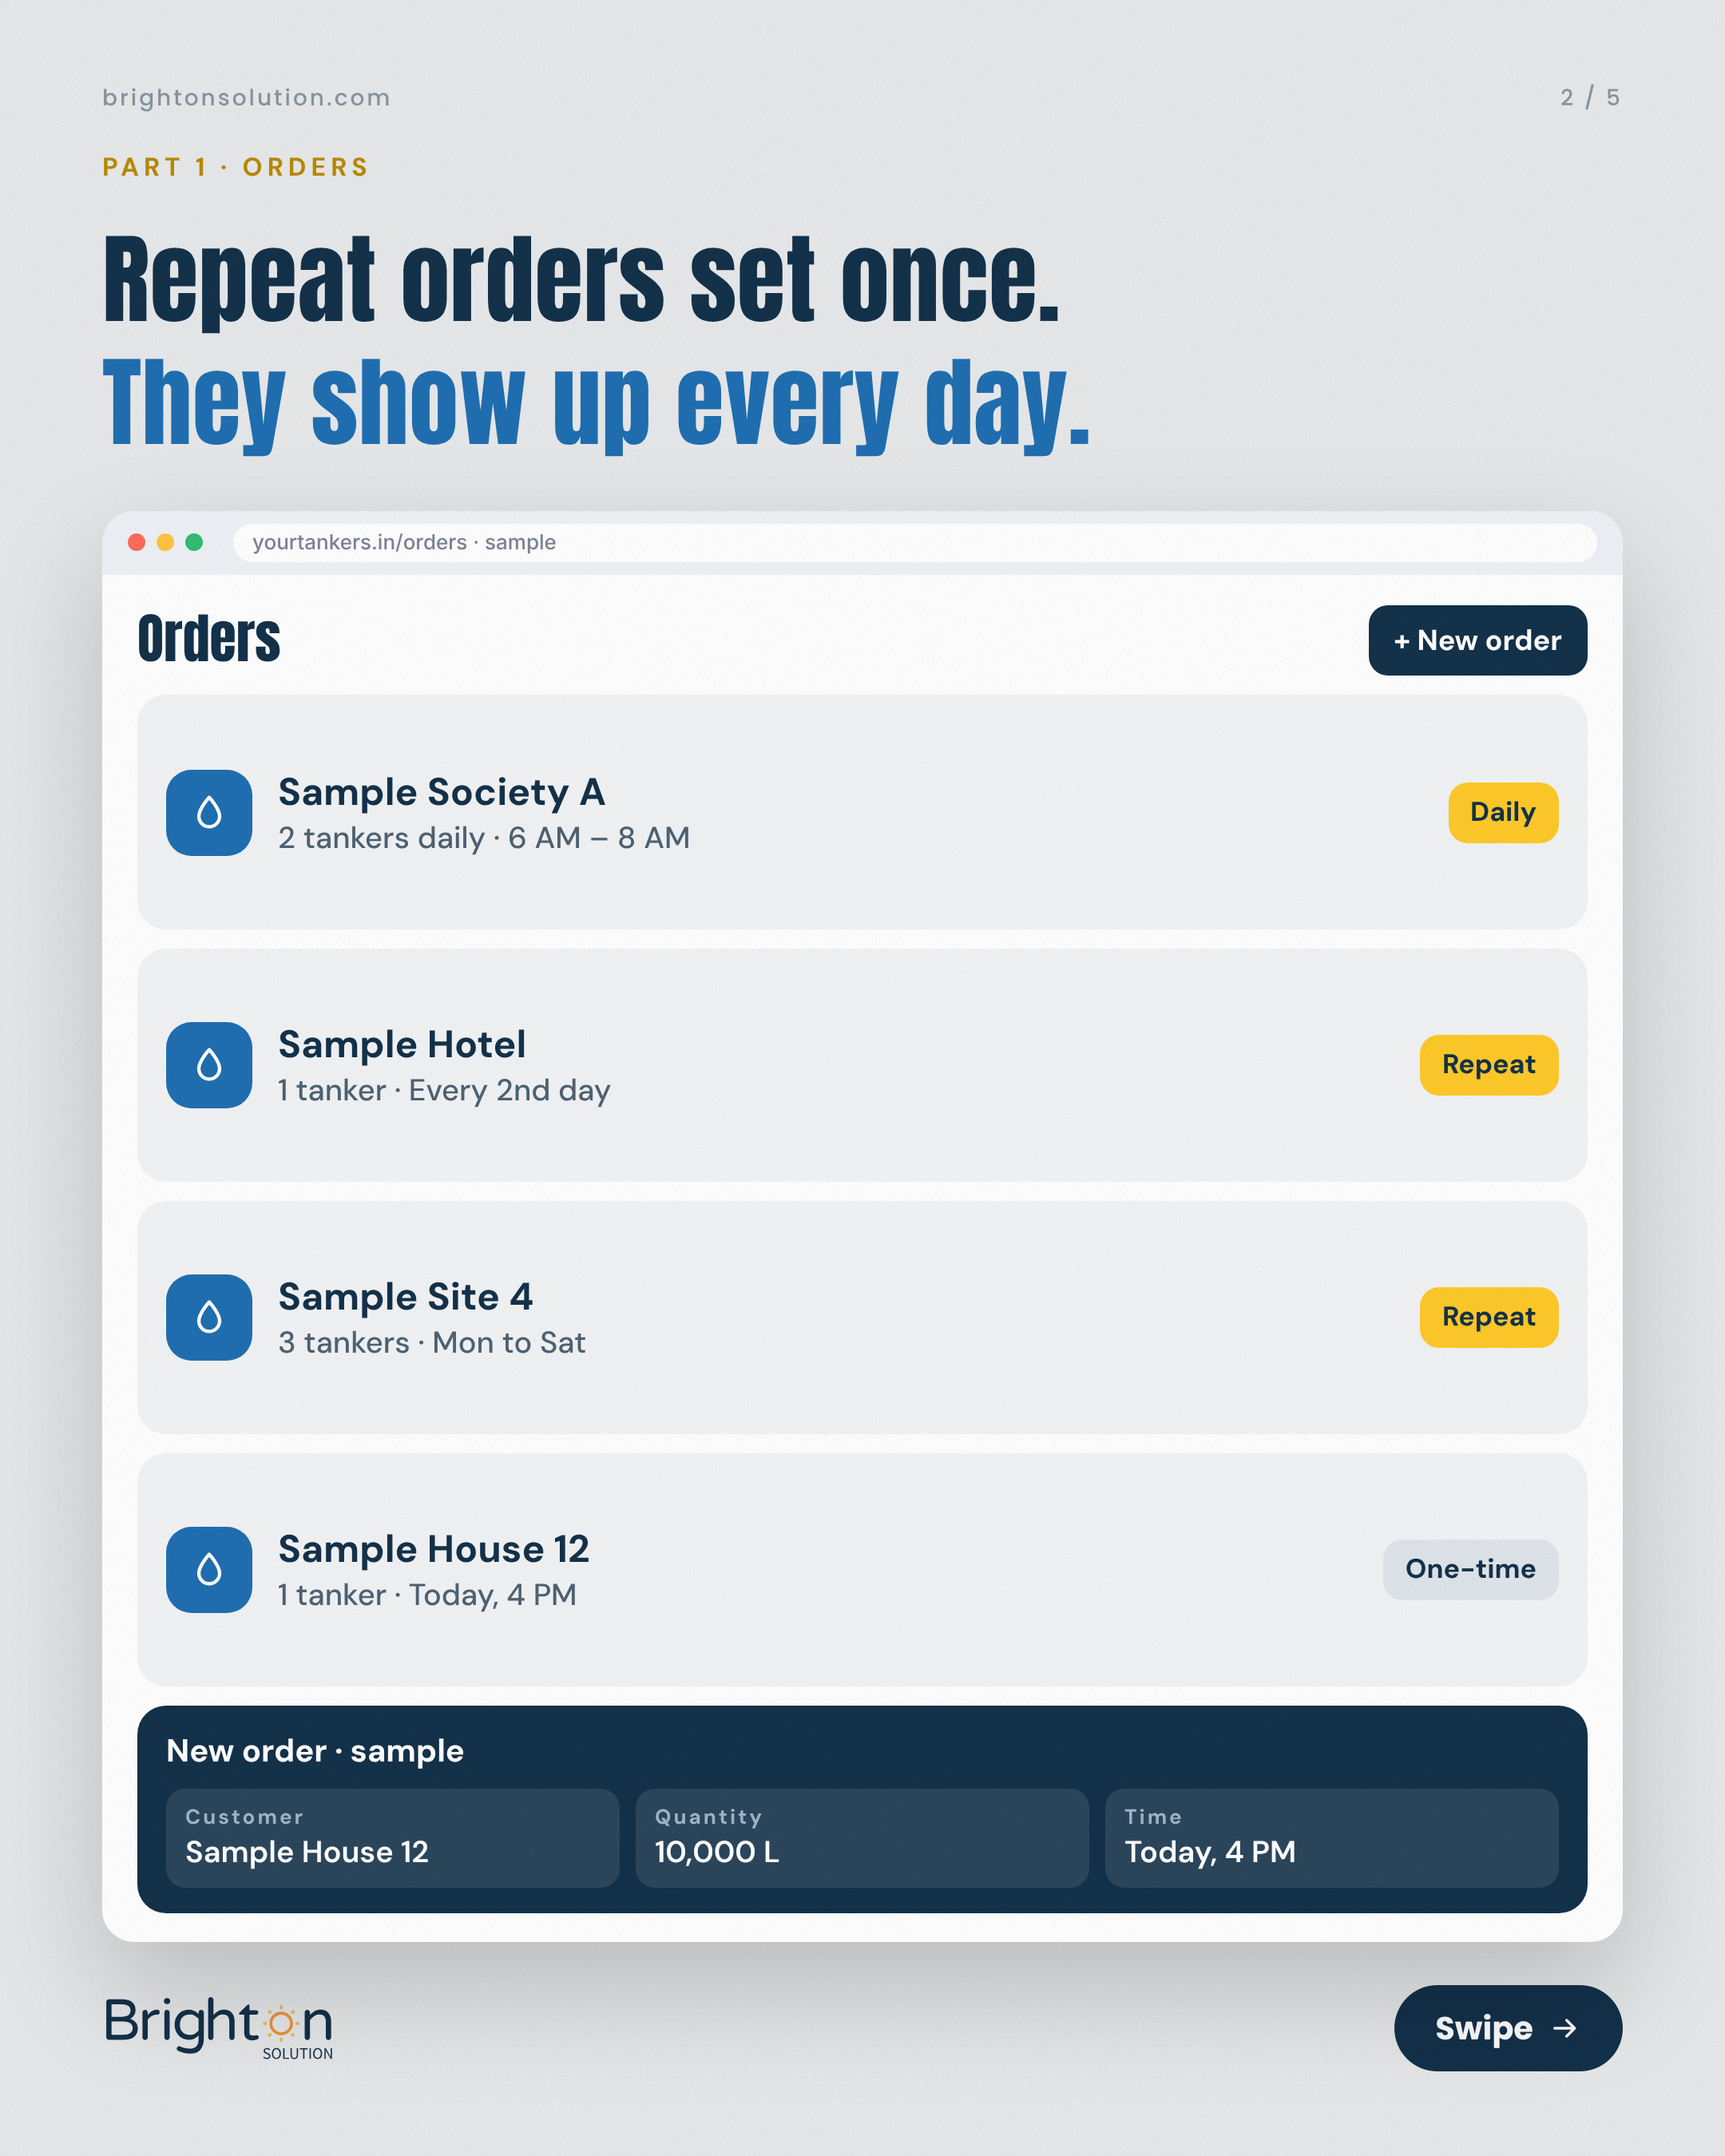 brightonsolution.com
2 / 5
PART 1 · ORDERS
Repeat orders set once.
They show up every day.
yourtankers.in/orders · sample
Orders
+ New order
Sample Society A
2 tankers daily · 6 AM – 8 AM
Daily
Sample Hotel
1 tanker · Every 2nd day
Repeat
Sample Site 4
3 tankers · Mon to Sat
Repeat
Sample House 12
1 tanker · Today, 4 PM
One-time
New order · sample
Customer
Sample House 12
Quantity
10,000 L
Time
Today, 4 PM
Brighton
SOLUTION
Swipe →